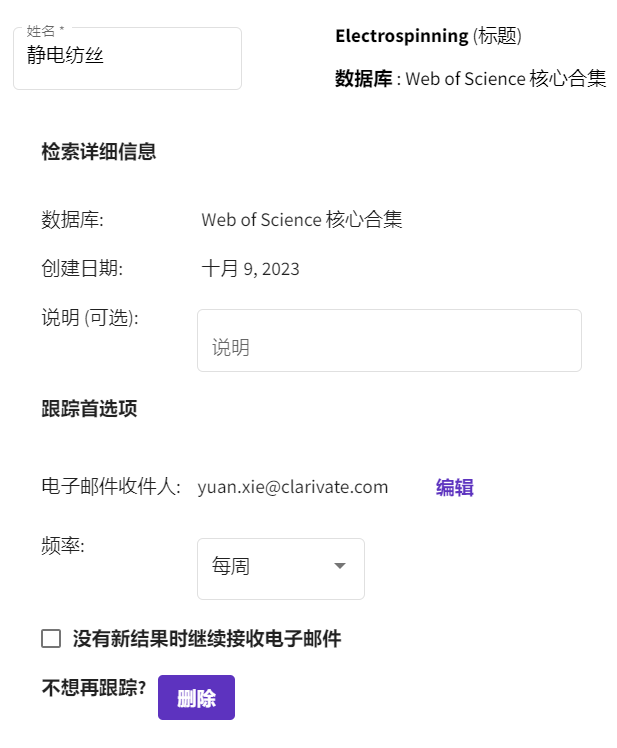 姓名 *
静电纺丝
Electrospinning (标题)
数据库 : Web of Science 核心合集
检索详细信息
数据库: Web of Science 核心合集
创建日期: 十月 9, 2023
说明 (可选): 说明
跟踪首选项
电子邮件收件人: yuan.xie@clarivate.com 编辑
频率: 每周
没有新结果时继续接收电子邮件
不想再跟踪? 删除